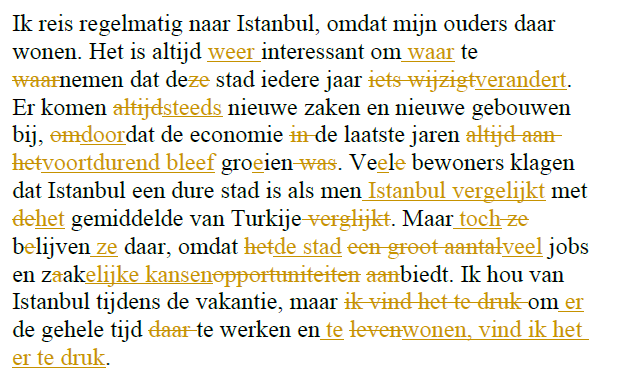 Ik reis regelmatig naar Istanbul, omdat mijn ouders daar
wonen. Het is altijd weer interessant om waar te
waarnemen dat deze stad iedere jaar iets wijzigtverandert.
Er komen altijdsteeds nieuwe zaken en nieuwe gebouwen
bij, omdoordat de economie in de laatste jaren altijd aan
hetvoortdurend bleef groeien was. Veele bewoners klagen
dat Istanbul een dure stad is als men Istanbul vergelijkt met
dehet gemiddelde van Turkije verglijkt. Maar toch ze
belijven ze daar, omdat hetde stad een groot aantalveel jobs
en zaakelijke kansenopportuniteiten aanbiedt. Ik hou van
Istanbul tijdens de vakantie, maar ik vind het te druk om er
de gehele tijd daar te werken en te levenwonen, vind ik het
er te druk.